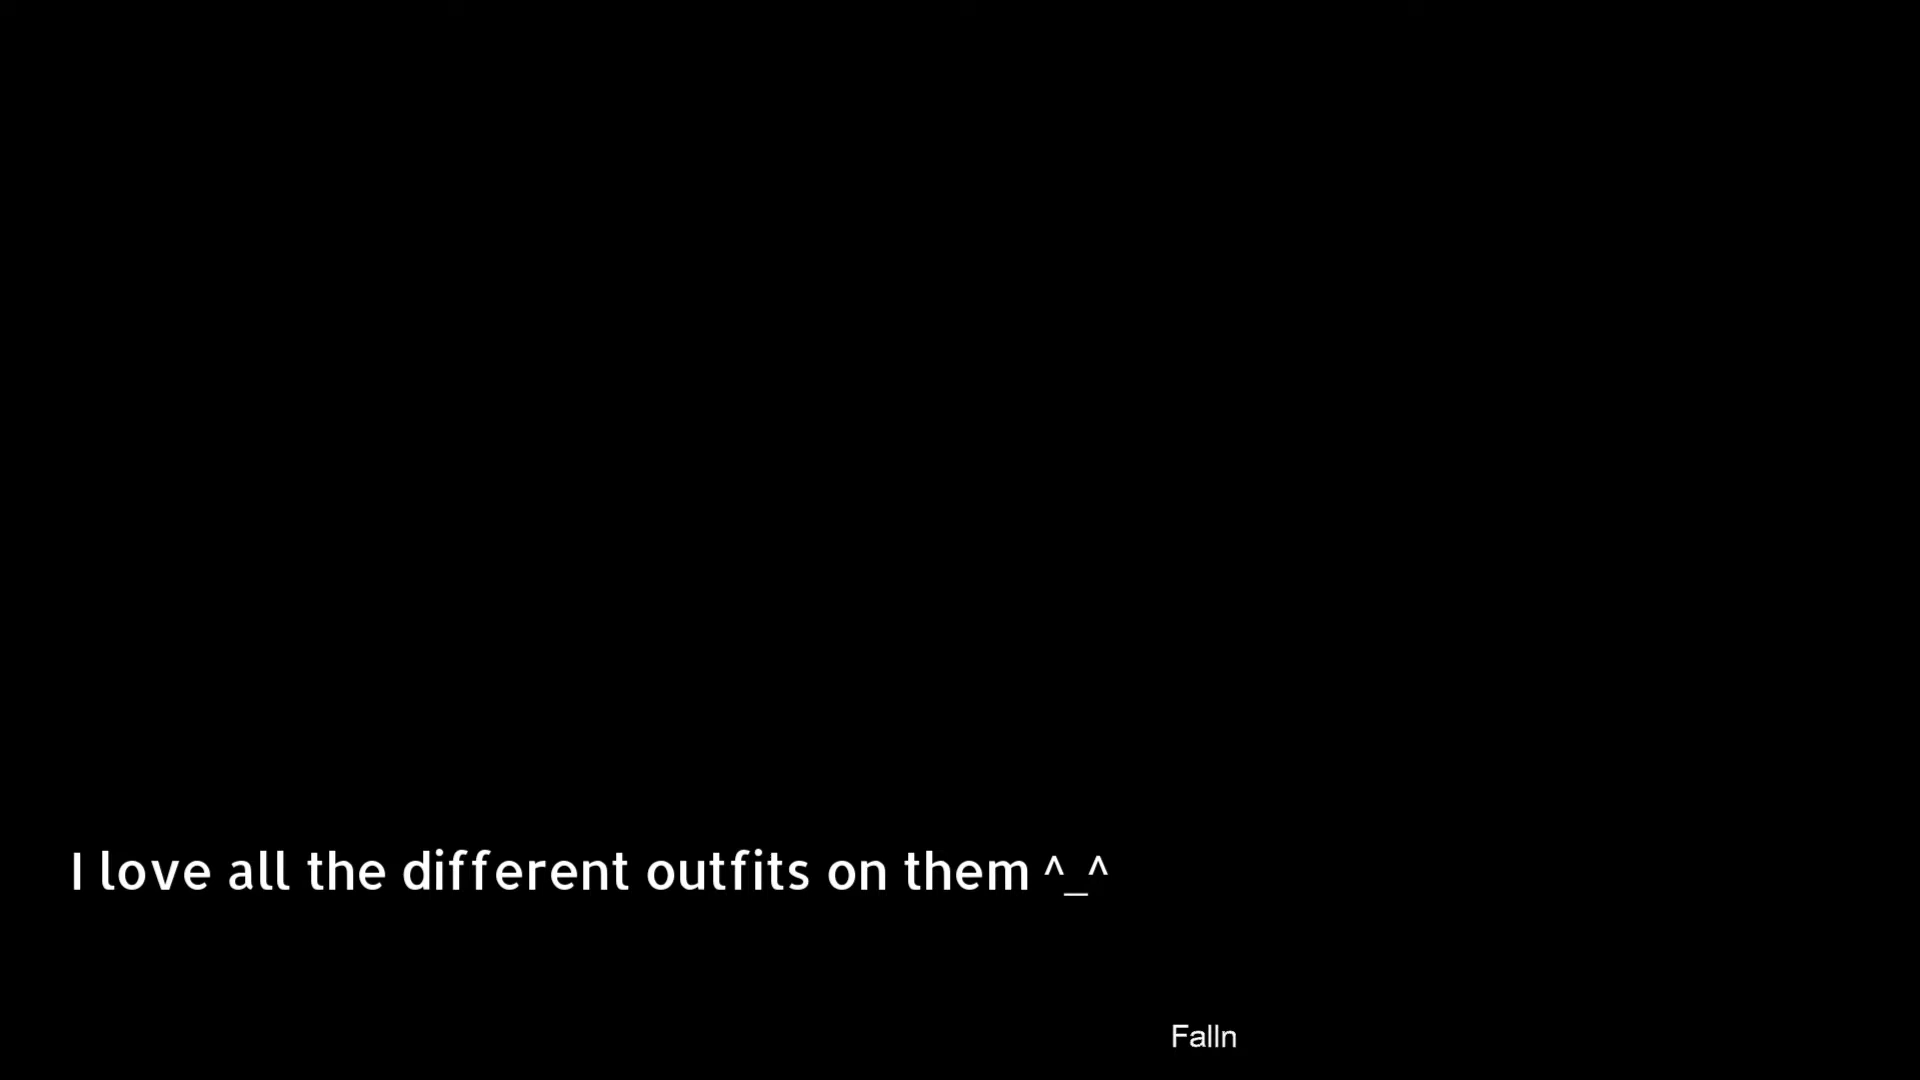 I love all the different outfits on them ^_^
Falln